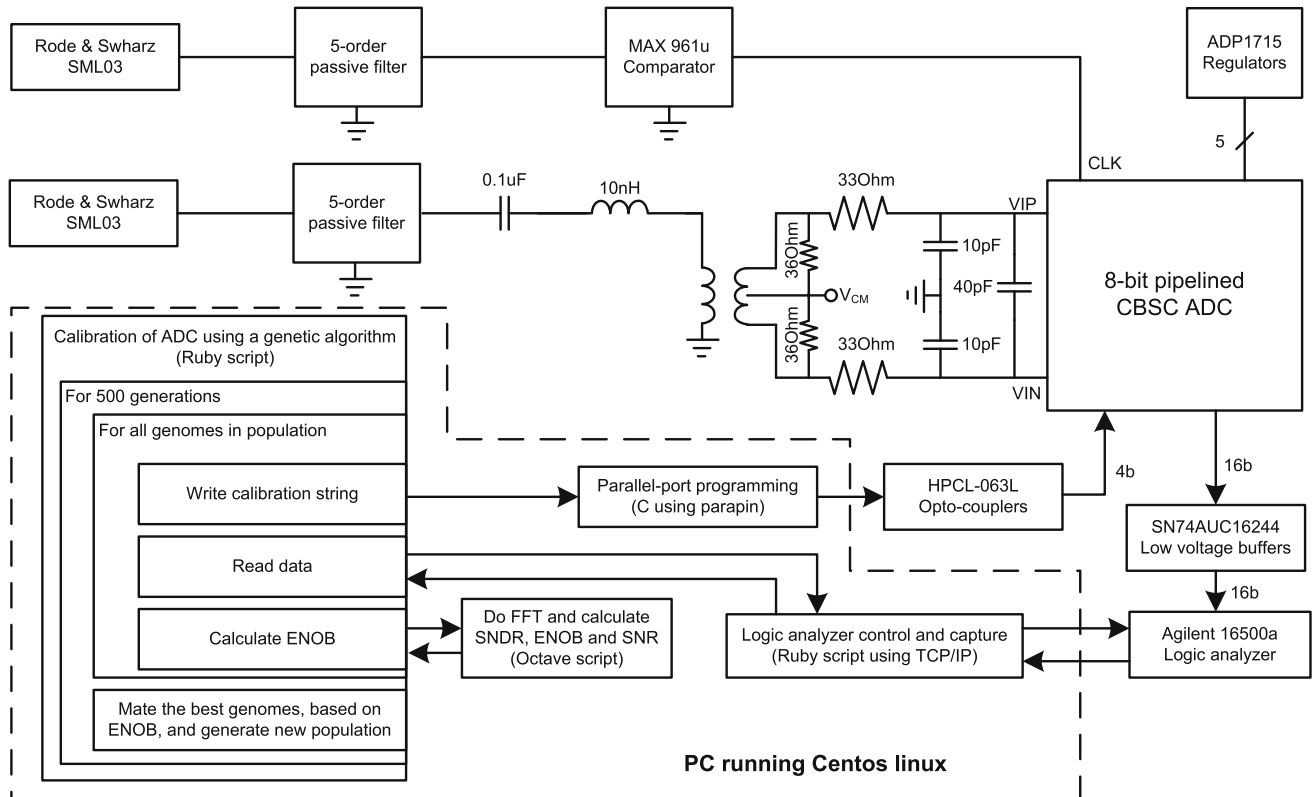 Rode & Swharz
SML03
5-order
passive filter
MAX 961u
Comparator
ADP1715
Regulators
5
CLK
Rode & Swharz
SML03
5-order
passive filter
0.1uF
10nH
33Ohm
36Ohm
VCM
36Ohm
33Ohm
10pF
40pF
10pF
VIP
VIN
8-bit pipelined
CBSC ADC
Calibration of ADC using a genetic algorithm
(Ruby script)
For 500 generations
For all genomes in population
Write calibration string
Read data
Calculate ENOB
Mate the best genomes, based on
ENOB, and generate new population
Parallel-port programming
(C using parapin)
HPCL-063L
Opto-couplers
4b
16b
SN74AUC16244
Low voltage buffers
16b
Do FFT and calculate
SNDR, ENOB and SNR
(Octave script)
Logic analyzer control and capture
(Ruby script using TCP/IP)
Agilent 16500a
Logic analyzer
PC running Centos linux